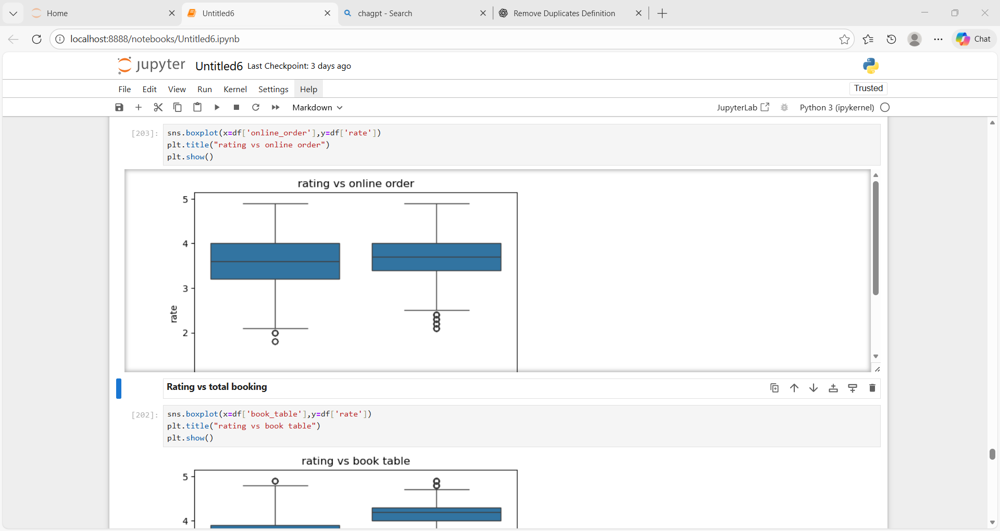 Home
Untitled6
chagpt - Search
Remove Duplicates Definition
localhost:8888/notebooks/Untitled6.ipynb
Chat
jupyter Untitled6 Last Checkpoint: 3 days ago
File Edit View Run Kernel Settings Help
Trusted
Markdown
JupyterLab
Python 3 (ipykernel)
[203]:
sns.boxplot(x=df['online_order'],y=df['rate'])
plt.title("rating vs online order")
plt.show()
rating vs online order
5
4
3
rate
2
Rating vs total booking
[202]:
sns.boxplot(x=df['book_table'],y=df['rate'])
plt.title("rating vs book table")
plt.show()
rating vs book table
5
4